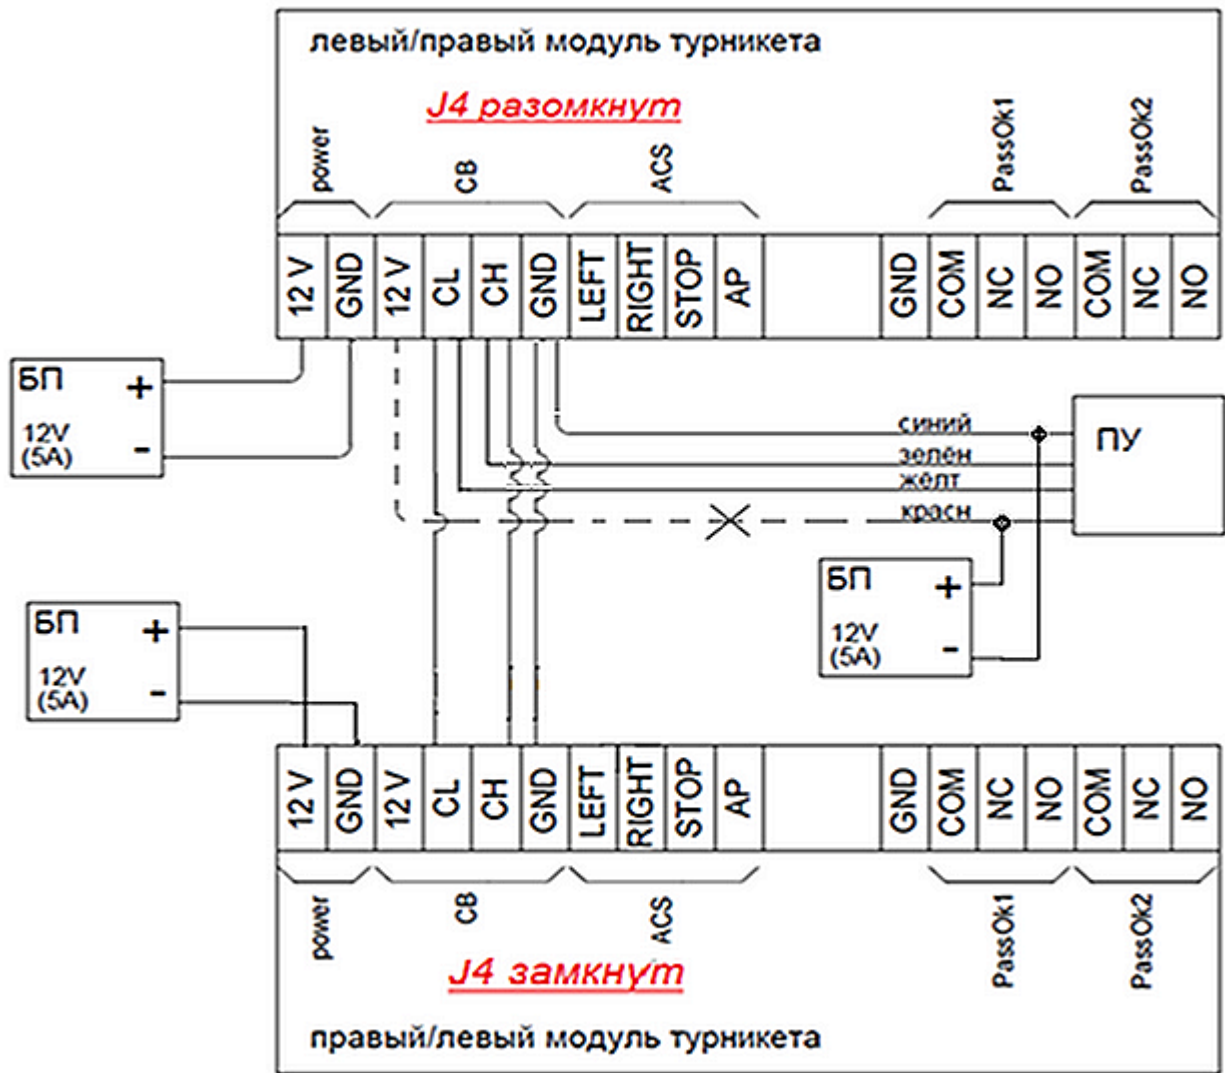 левый/правый модуль турникета
J4 разомкнут
power
CB
ACS
PassOk1
PassOk2
12 V
GND
12 V
CL
CH
GND
LEFT
RIGHT
STOP
AP
GND
COM
NC
NO
COM
NC
NO
БП
+
12V
(5A)
-
синий
зелён
жёлт
красн
ПУ
БП
+
12V
(5A)
-
БП
+
12V
(5A)
-
12 V
GND
12 V
CL
CH
GND
LEFT
RIGHT
STOP
AP
GND
COM
NC
NO
COM
NC
NO
power
CB
ACS
PassOk1
PassOk2
J4 замкнут
правый/левый модуль турникета